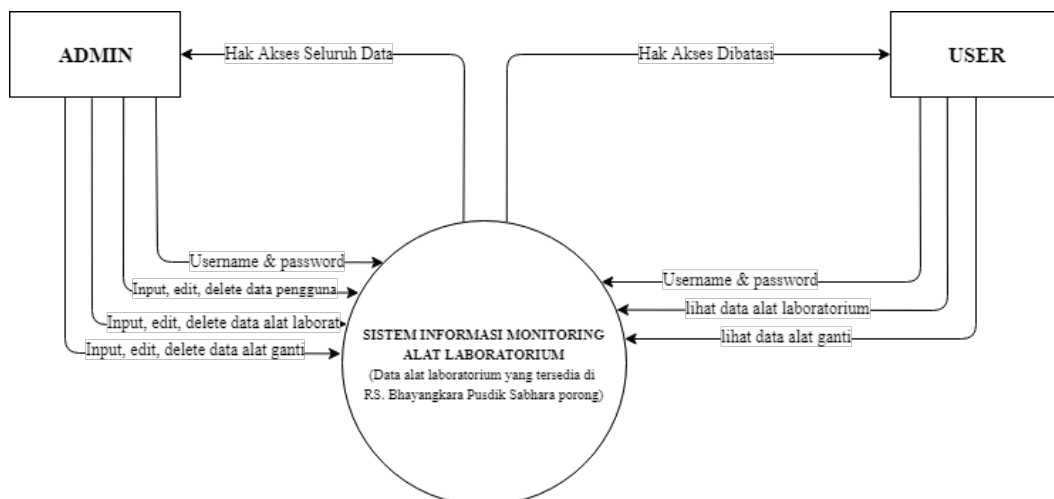 ADMIN
Hak Akses Seluruh Data
Hak Akses Dibatasi
USER
Username & password
Input, edit, delete data pengguna
Input, edit, delete data alat laborat
Input, edit, delete data alat ganti
Username & password
lihat data alat laboratorium
lihat data alat ganti
SISTEM INFORMASI MONITORING
ALAT LABORATORIUM
(Data alat laboratorium yang tersedia di
RS. Bhayangkara Pusdik Sabhara porong)